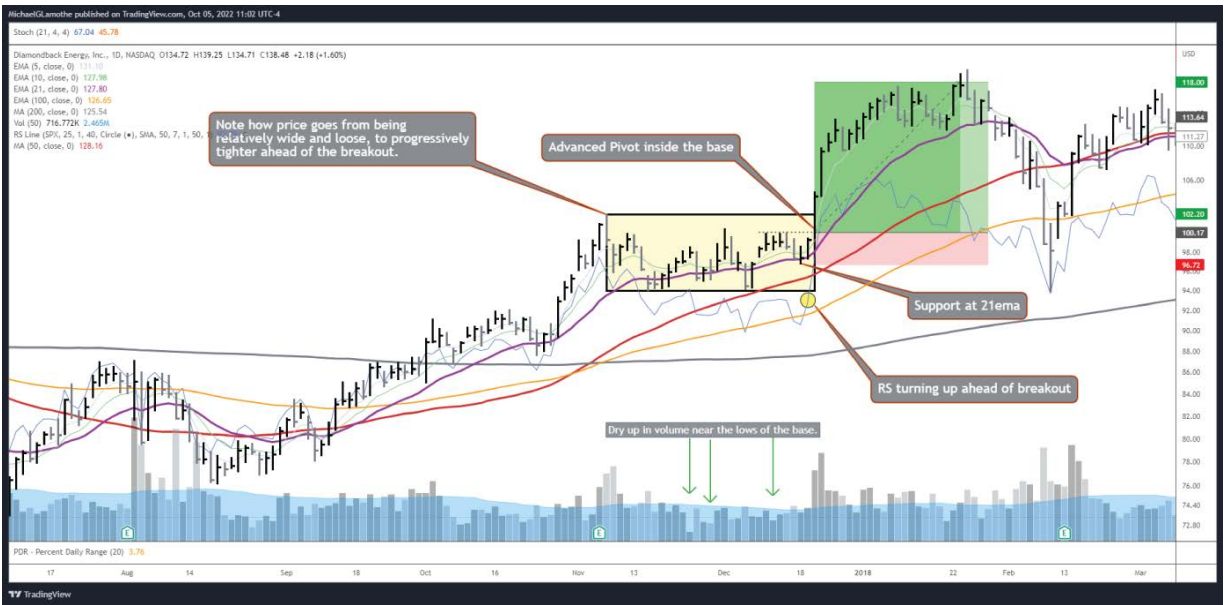 MichaelGLamothe published on TradingView.com, Oct 05, 2022 11:02 UTC-4
Stoch (21, 4, 4) 67.04 45.78
Diamondback Energy, Inc., 1D, NASDAQ O134.72 H139.25 L134.71 C138.48 +2.18 (+1.60%)
EMA (5, close, 0) 131.10
EMA (10, close, 0) 127.98
EMA (21, close, 0) 127.80
EMA (100, close, 0) 126.65
MA (200, close, 0) 125.54
Vol (50) 716.772K 2.465M
RS Line (SPX, 25, 1, 40, Circle (●), SMA, 50, 7, 1, 50,
MA (50, close, 0) 128.16
Note how price goes from being
relatively wide and loose, to progressively
tighter ahead of the breakout.
Advanced Pivot inside the base
Support at 21ema
RS turning up ahead of breakout
Dry up in volume near the lows of the base.
USD
118.00
113.64
111.27
110.00
106.00
102.20
100.17
98.00
96.72
94.00
92.00
90.00
88.00
86.00
84.00
82.00
80.00
78.00
76.00
74.40
72.80
E
E
E
PDR - Percent Daily Range (20) 3.76
17 Aug 14 Sep 18 Oct 16 Nov 13 Dec 18 2018 22 Feb 13 Mar
TradingView